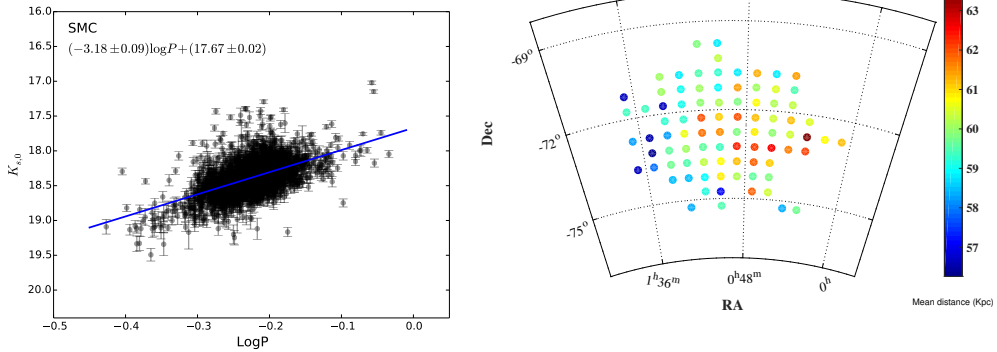 SMC
(−3.18±0.09)logP+(17.67±0.02)
16.0
17.0
17.5
18.0
18.5
19.0
19.5
20.0
16.5
K_{s,0}
−0.5
−0.4
−0.3
−0.2
−0.1
0.0
LogP
-69°
-72°
-75°
Dec
1ʰ36ᵐ
0ʰ48ᵐ
0ʰ
RA
63
62
61
60
59
58
57
Mean distance (Kpc)